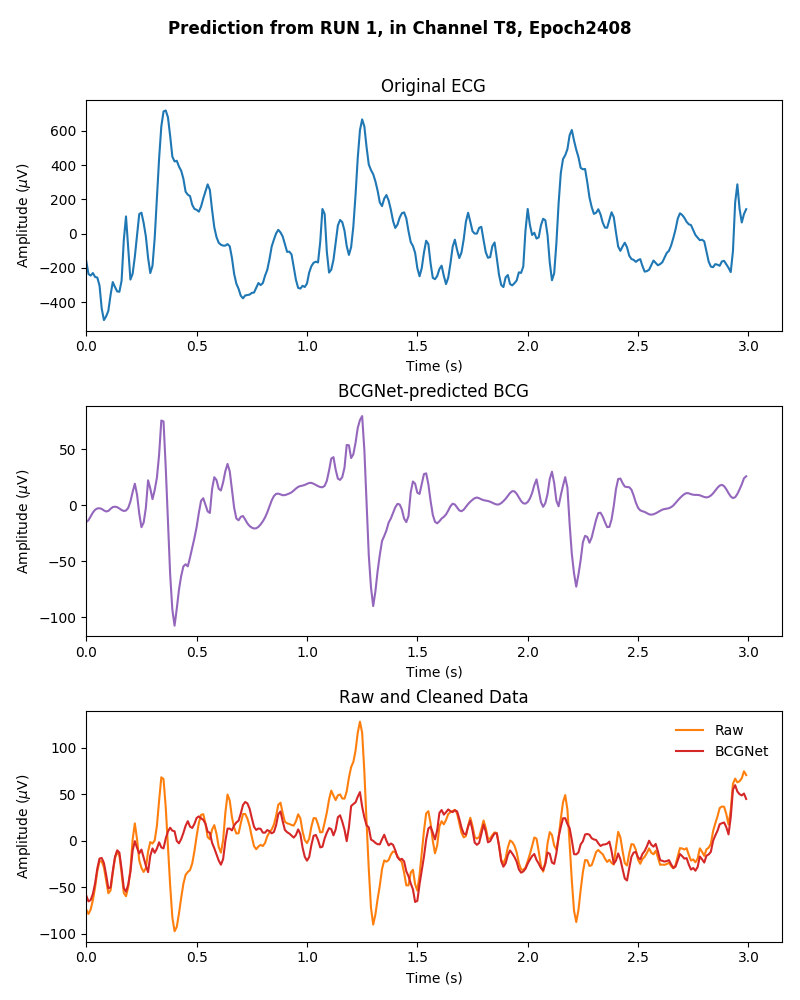 Prediction from RUN 1, in Channel T8, Epoch2408
Original ECG
Amplitude (μV)
600
400
200
0
−200
−400
0.0 0.5 1.0 1.5 2.0 2.5 3.0
Time (s)
BCGNet-predicted BCG
Amplitude (μV)
50
0
−50
−100
0.0 0.5 1.0 1.5 2.0 2.5 3.0
Time (s)
Raw and Cleaned Data
Amplitude (μV)
100
50
0
−50
−100
Raw
BCGNet
0.0 0.5 1.0 1.5 2.0 2.5 3.0
Time (s)